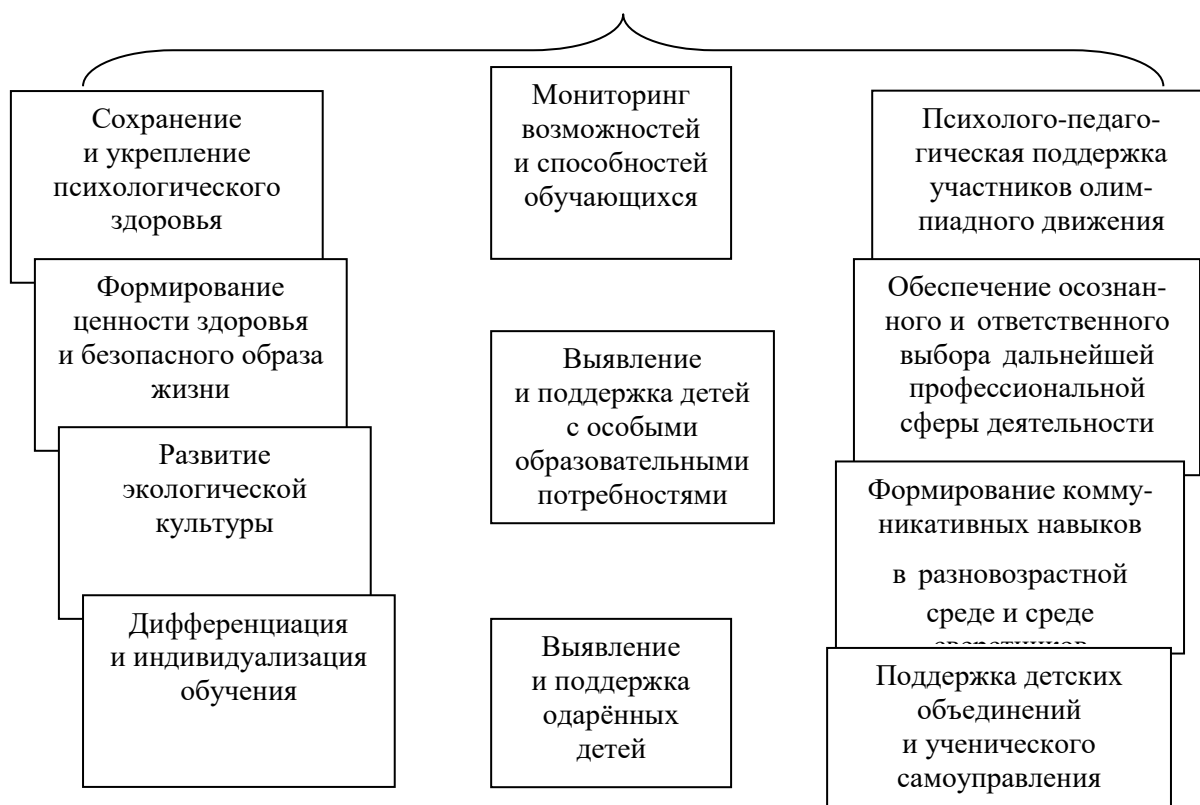 Сохранение
и укрепление
психологического
здоровья
Формирование
ценности здоровья
и безопасного образа
жизни
Развитие
экологической
культуры
Дифференциация
и индивидуализация
обучения
Мониторинг
возможностей
и способностей
обучающихся
Выявление
и поддержка детей
с особыми
образовательными
потребностями
Выявление
и поддержка
одарённых
детей
Психолого-педаго-
гическая поддержка
участников олим-
пиадного движения
Обеспечение осознан-
ного и ответственного
выбора дальнейшей
профессиональной
сферы деятельности
Формирование комму-
никативных навыков
в разновозрастной
среде и среде
Поддержка детских
объединений
и ученического
самоуправления